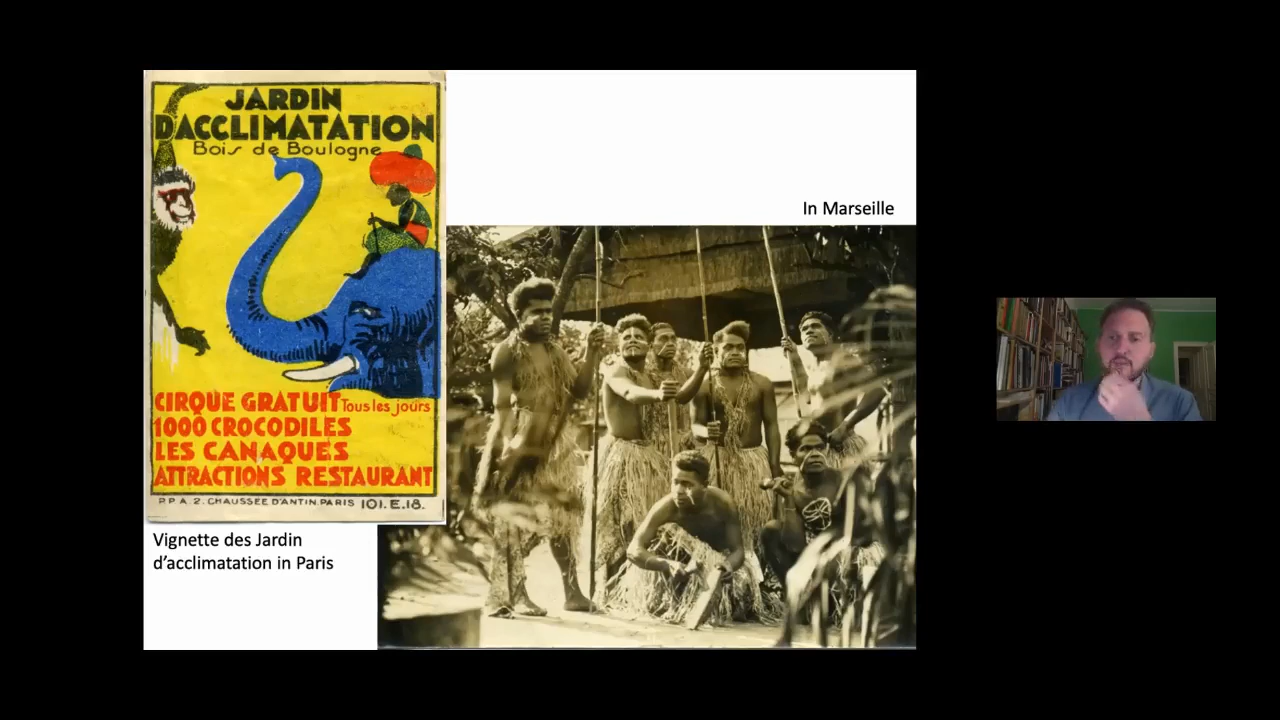 JARDIN
D'ACCLIMATATION
Bois de Boulogne
CIRQUE GRATUIT Tous les jours
1000 CROCODILES
LES CANAQUES
ATTRACTIONS RESTAURANT
P.P A. 2. CHAUSSEE D'ANTIN. PARIS 101.E.18.
Vignette des Jardin
d'acclimatation in Paris
In Marseille